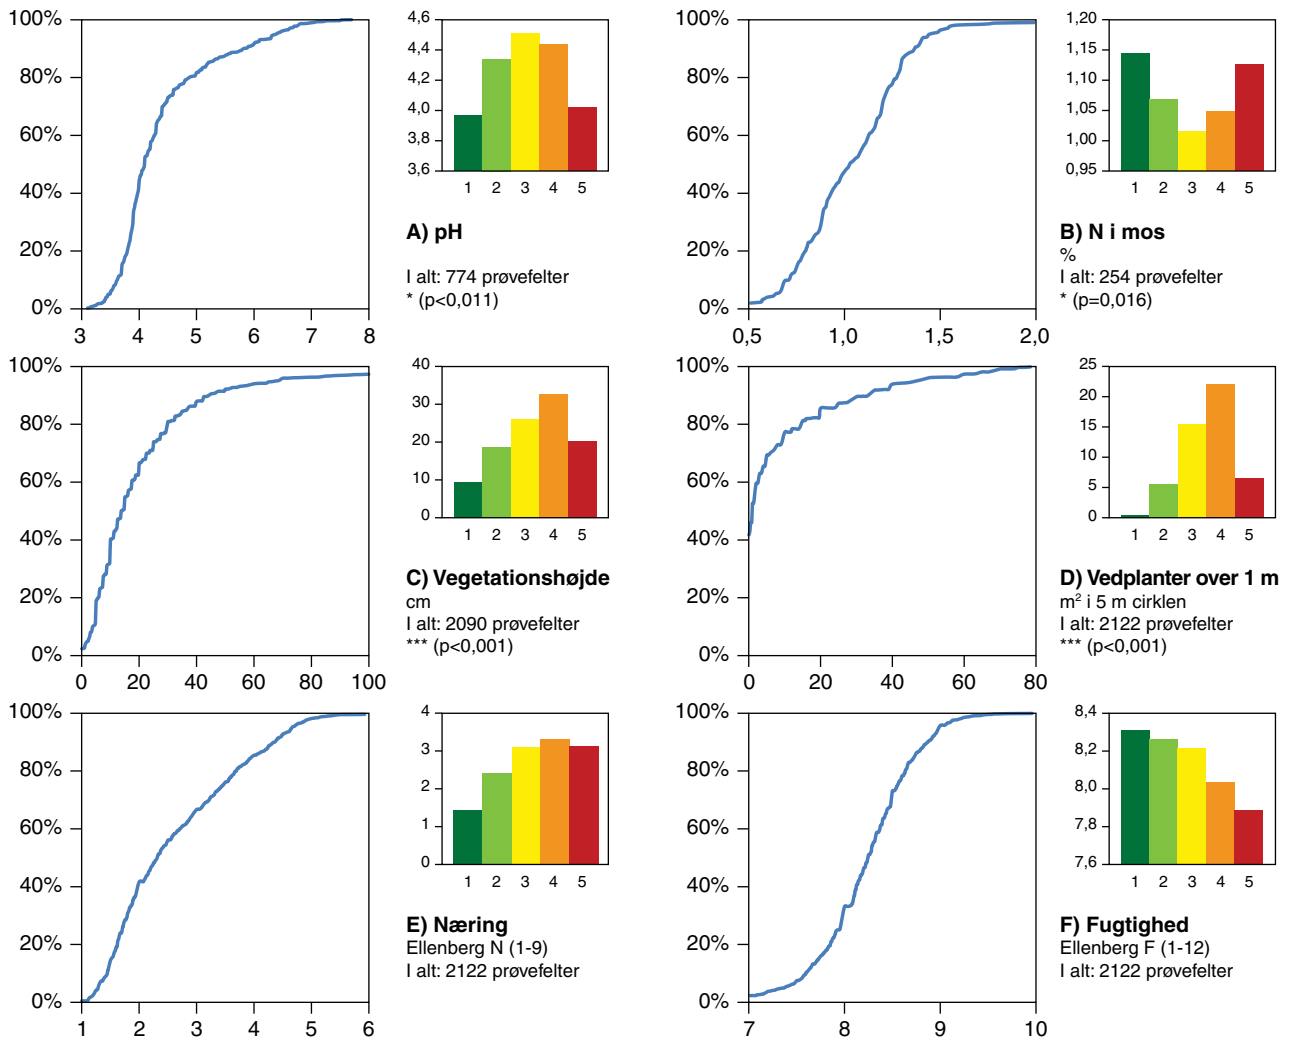 100%
80%
60%
40%
20%
0%
3 4 5 6 7 8
4,6
4,4
4,2
4,0
3,8
3,6
1 2 3 4 5
A) pH
I alt: 774 prøvefelter
* (p<0,011)
100%
80%
60%
40%
20%
0%
0,5 1,0 1,5 2,0
1,20
1,15
1,10
1,05
1,00
0,95
1 2 3 4 5
B) N i mos
%
I alt: 254 prøvefelter
* (p=0,016)
100%
80%
60%
40%
20%
0%
0 20 40 60 80 100
40
30
20
10
0
1 2 3 4 5
C) Vegetationshøjde
cm
I alt: 2090 prøvefelter
*** (p<0,001)
100%
80%
60%
40%
20%
0%
0 20 40 60 80
25
20
15
10
5
0
1 2 3 4 5
D) Vedplanter over 1 m
m² i 5 m cirklen
I alt: 2122 prøvefelter
*** (p<0,001)
100%
80%
60%
40%
20%
0%
1 2 3 4 5 6
4
3
2
1
0
1 2 3 4 5
E) Næring
Ellenberg N (1-9)
I alt: 2122 prøvefelter
100%
80%
60%
40%
20%
0%
7 8 9 10
8,4
8,2
8,0
7,8
7,6
1 2 3 4 5
F) Fugtighed
Ellenberg F (1-12)
I alt: 2122 prøvefelter